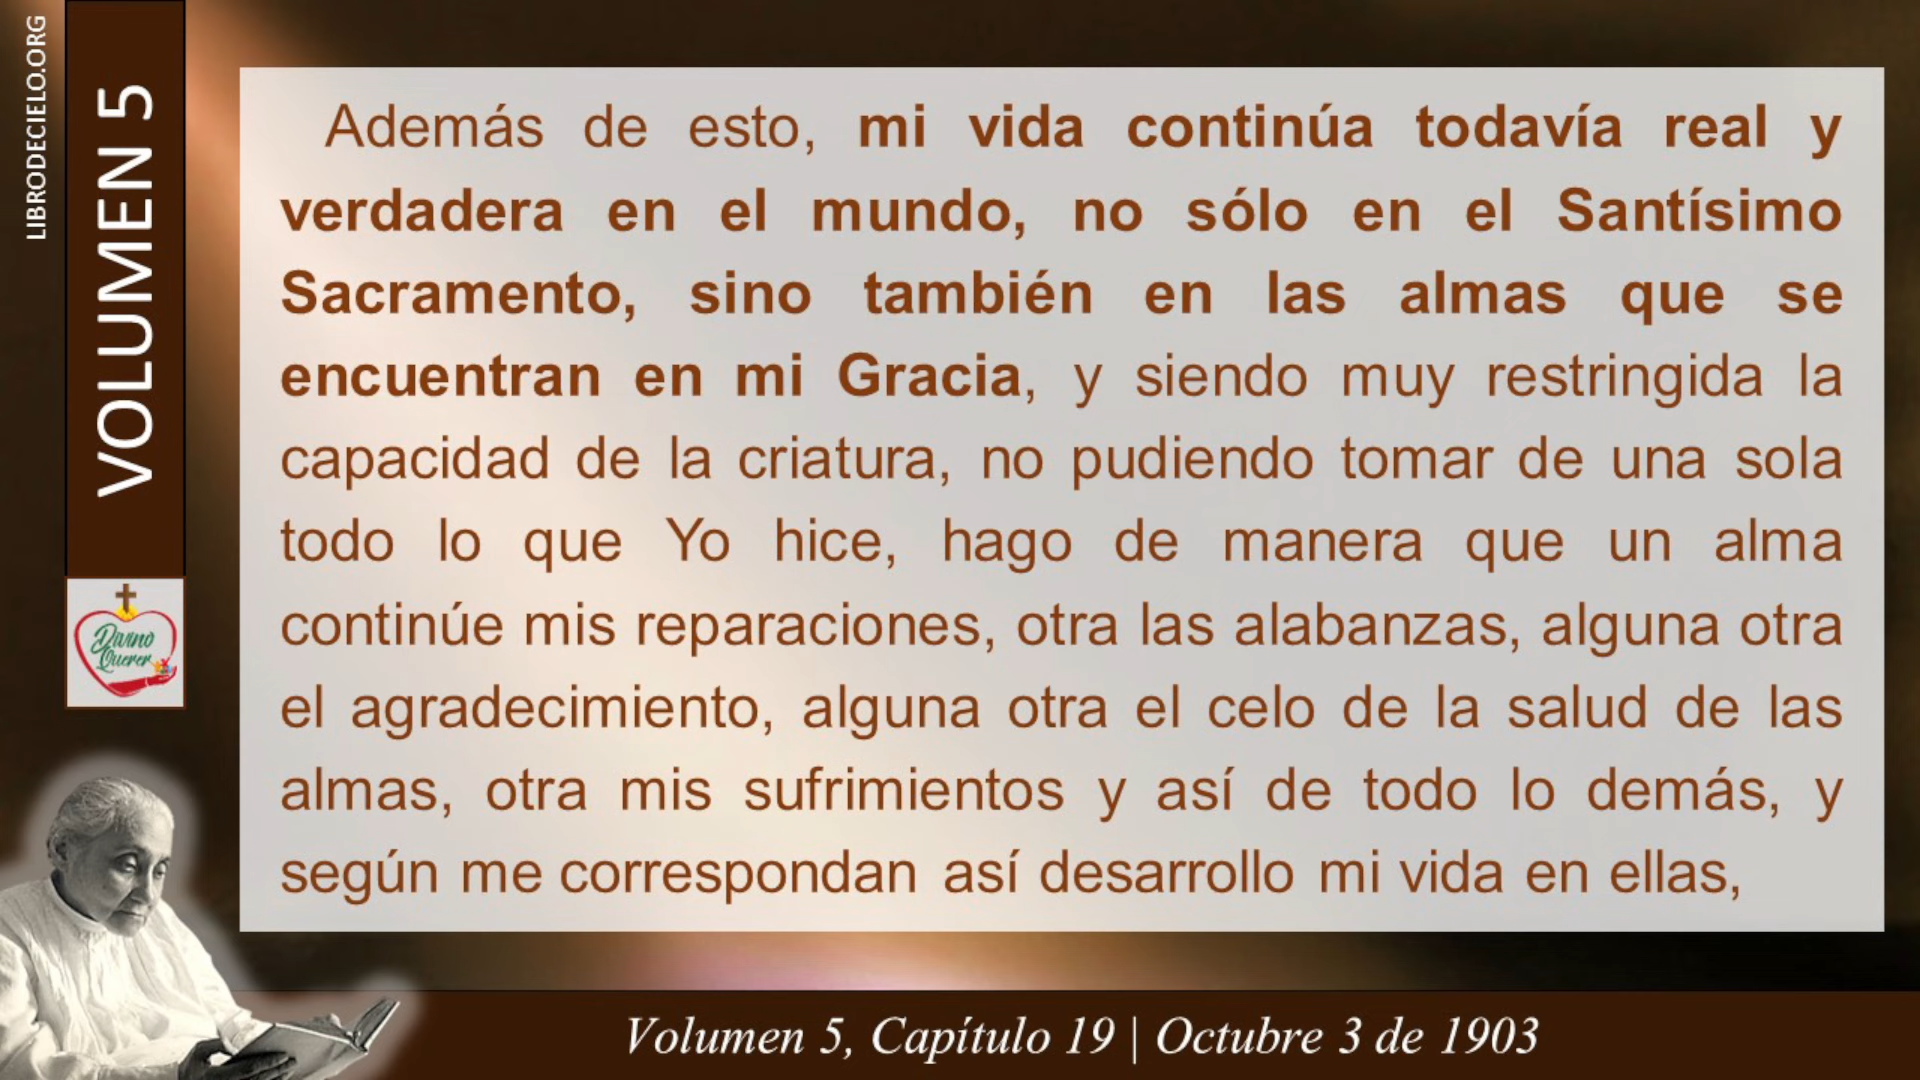 LIBRODECIELO.ORG
VOLUMEN 5
Divino
Querer
Además de esto, mi vida continúa todavía real y
verdadera en el mundo, no sólo en el Santísimo
Sacramento, sino también en las almas que se
encuentran en mi Gracia, y siendo muy restringida la
capacidad de la criatura, no pudiendo tomar de una sola
todo lo que Yo hice, hago de manera que un alma
continúe mis reparaciones, otra las alabanzas, alguna otra
el agradecimiento, alguna otra el celo de la salud de las
almas, otra mis sufrimientos y así de todo lo demás, y
según me correspondan así desarrollo mi vida en ellas,
Volumen 5, Capítulo 19 | Octubre 3 de 1903